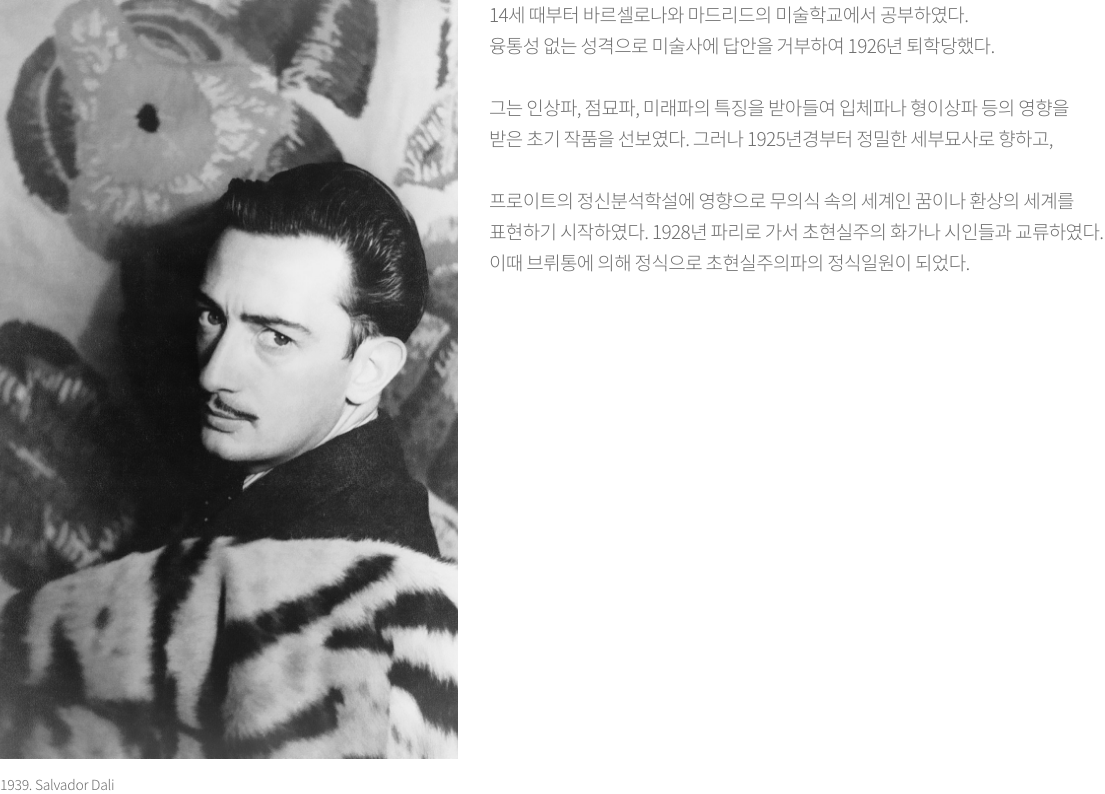 14세 때부터 바르셀로나와 마드리드의 미술학교에서 공부하였다.
융통성 없는 성격으로 미술사에 답안을 거부하여 1926년 퇴학당했다.
그는 인상파, 점묘파, 미래파의 특징을 받아들여 입체파나 형이상파 등의 영향을
받은 초기 작품을 선보였다. 그러나 1925년경부터 정밀한 세부묘사로 향하고,
프로이트의 정신분석학설에 영향으로 무의식 속의 세계인 꿈이나 환상의 세계를
표현하기 시작하였다. 1928년 파리로 가서 초현실주의 화가나 시인들과 교류하였다.
이때 브뤼통에 의해 정식으로 초현실주의파의 정식일원이 되었다.
1939. Salvador Dali